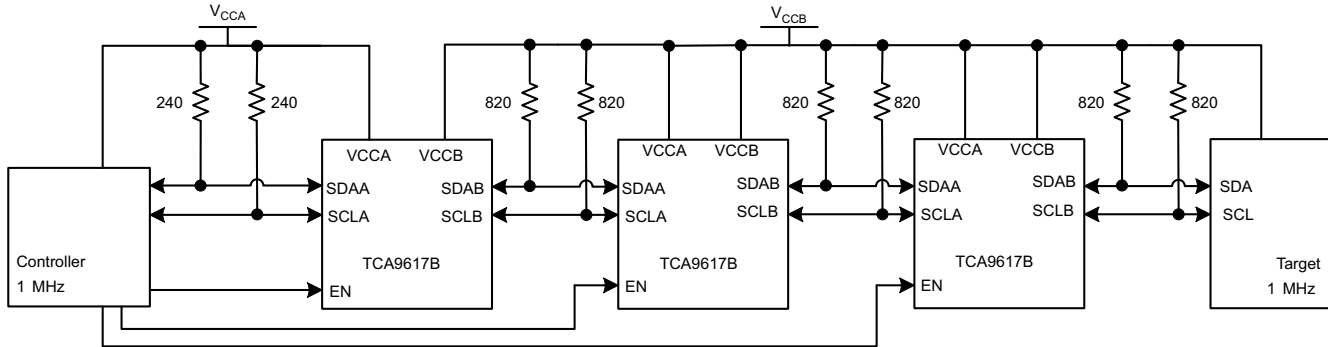 VCCA
VCCB
240
240
820
820
820
820
820
820
VCCA
VCCB
SDAA
SCLA
SDAB
SCLB
TCA9617B
EN
VCCA
VCCB
SDAA
SCLA
SDAB
SCLB
TCA9617B
EN
VCCA
VCCB
SDAA
SCLA
SDAB
SCLB
TCA9617B
EN
SDA
SCL
Controller
1 MHz
Target
1 MHz